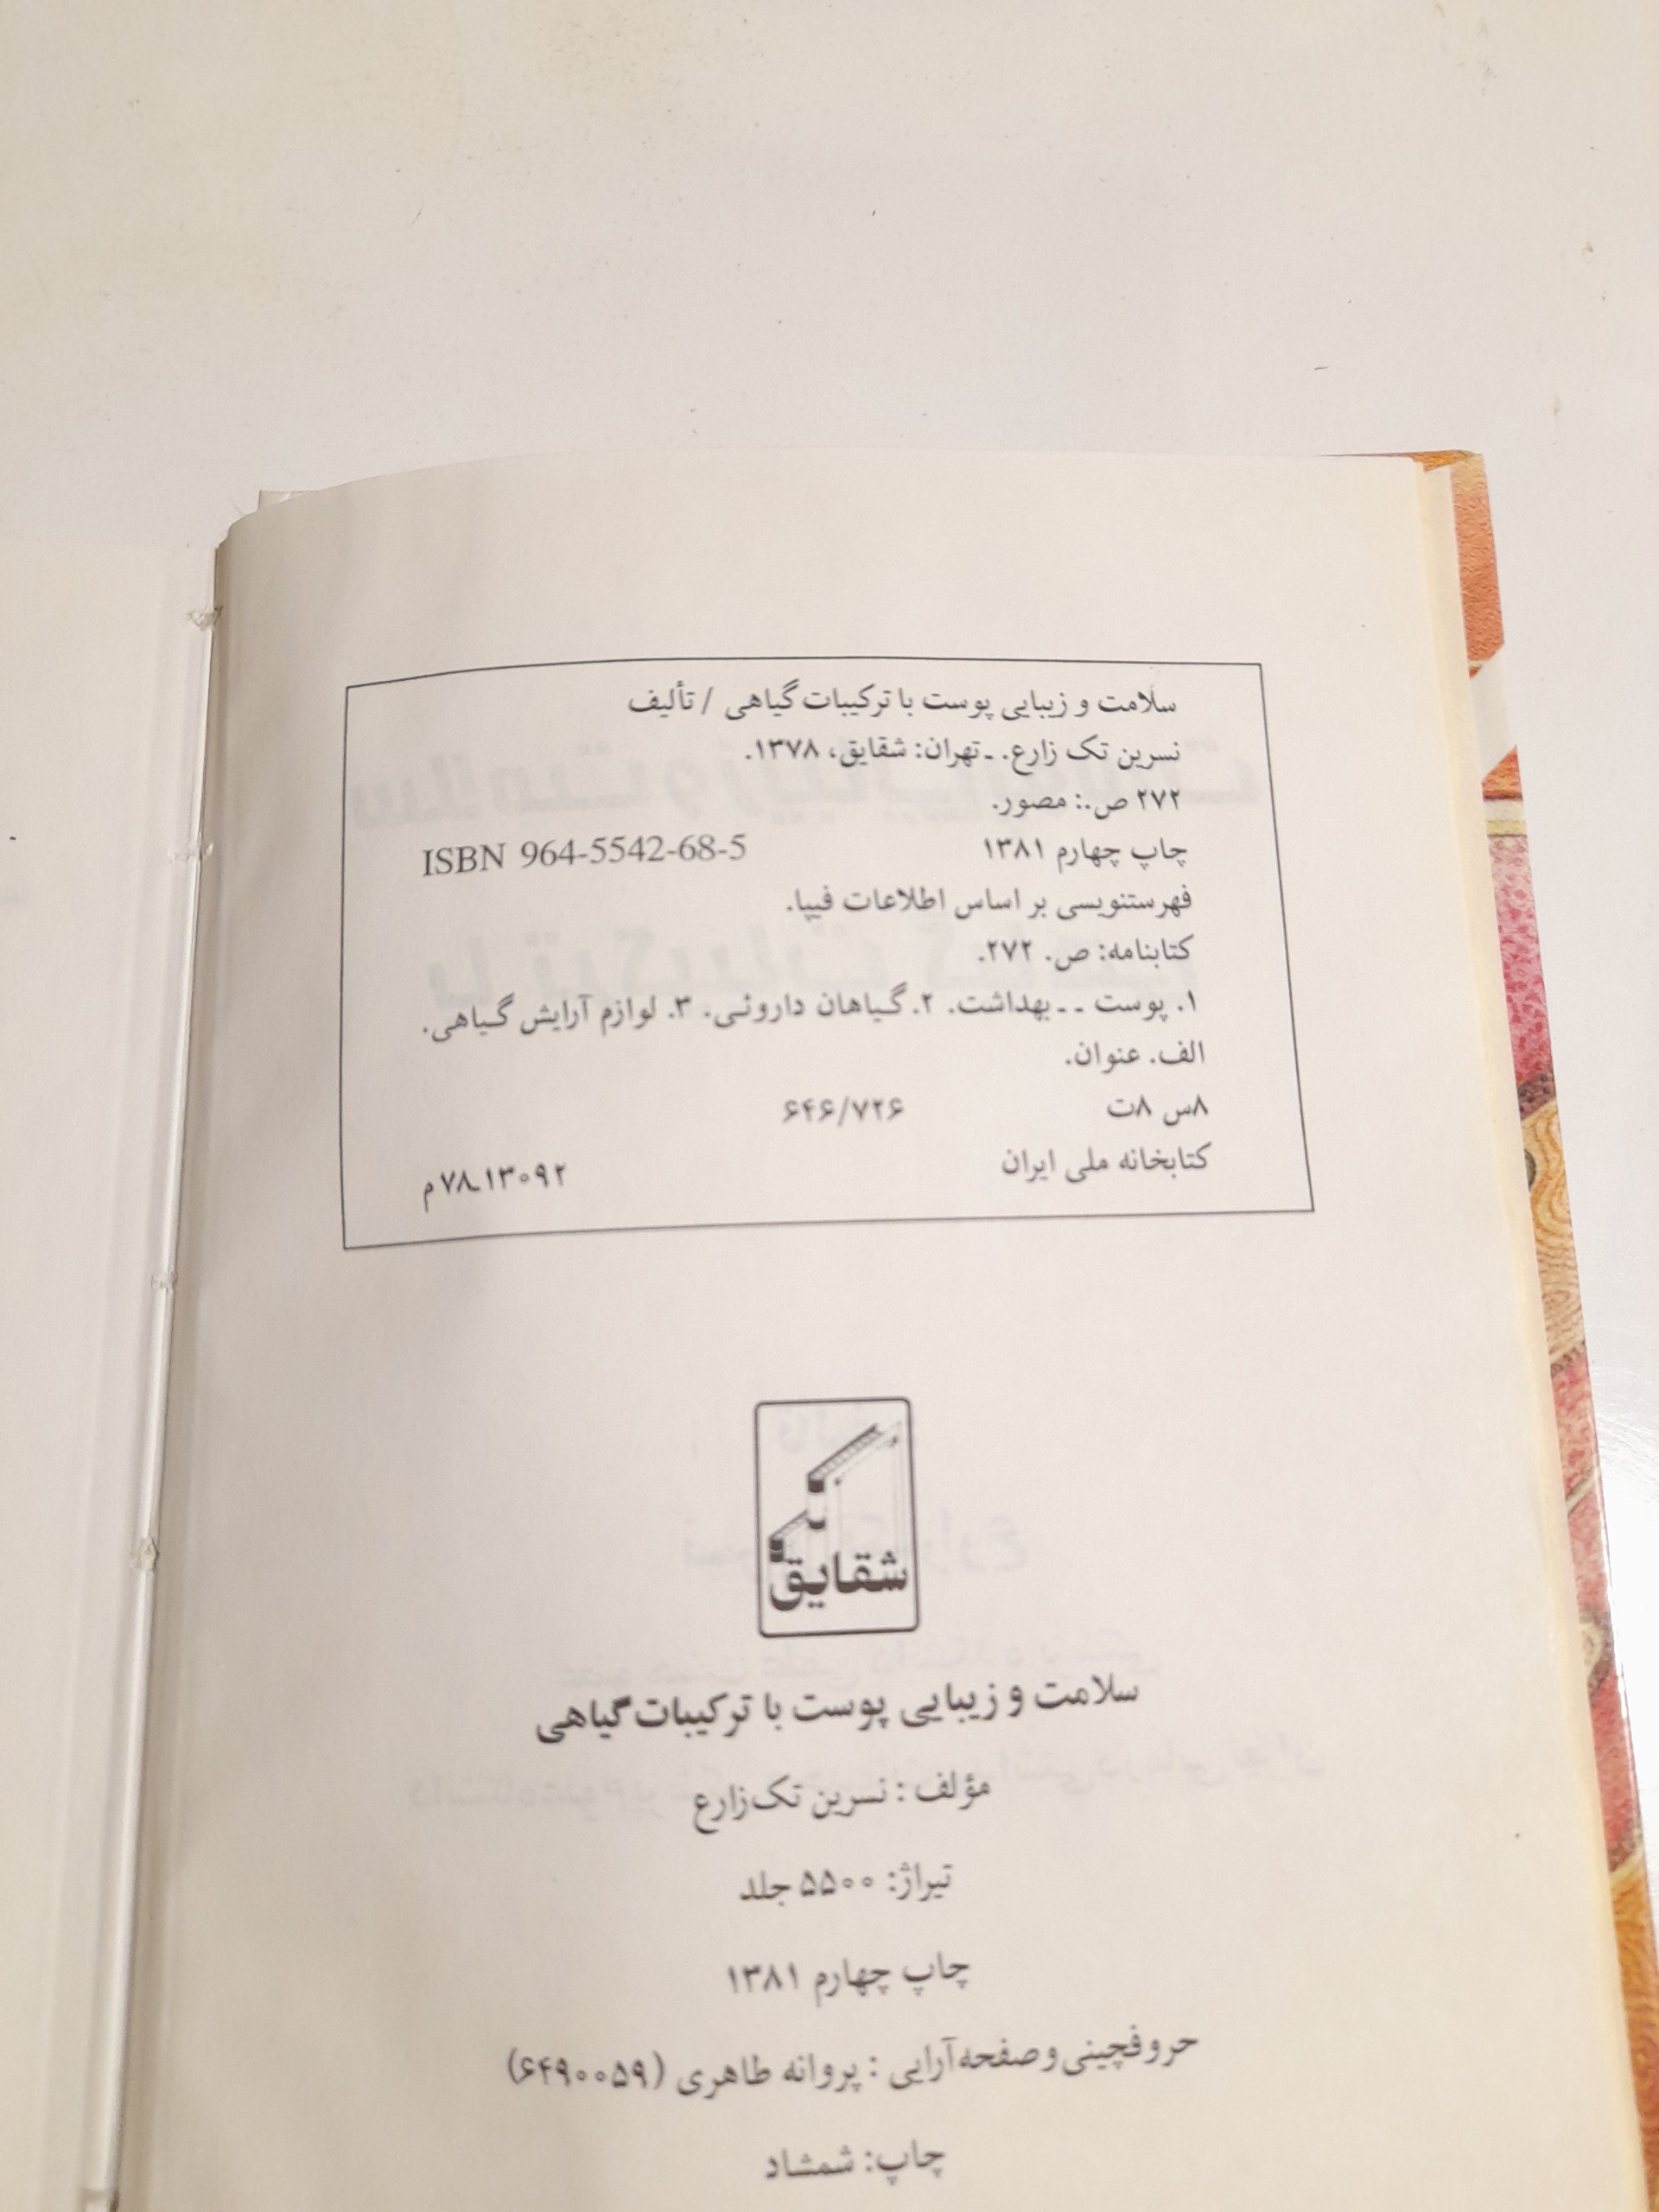 سلامت و زیبایی پوست با ترکیبات گیاهی / تألیف
نسرین تک زارع. ـ تهران: شقایق، ۱۳۷۸.
۲۷۲ ص.: مصور.
چاپ چهارم ۱۳۸۱ ISBN 964-5542-68-5
فهرستنویسی بر اساس اطلاعات فیپا.
کتابنامه: ص. ۲۷۲.
۱. پوست ـ ـ بهداشت. ۲. گیاهان داروئی. ۳. لوازم آرایش گیاهی.
الف. عنوان.
۸س ۸ت ۶۴۶/۷۲۶
کتابخانه ملی ایران ۷۸ـ۱۳۰۹۲م
شقایق
سلامت و زیبایی پوست با ترکیبات گیاهی
مؤلف : نسرین تک‌زارع
تیراژ: ۵۵۰۰ جلد
چاپ چهارم ۱۳۸۱
حروفچینی و صفحه‌آرایی : پروانه طاهری (۶۴۹۰۰۵۹)
چاپ: شمشاد